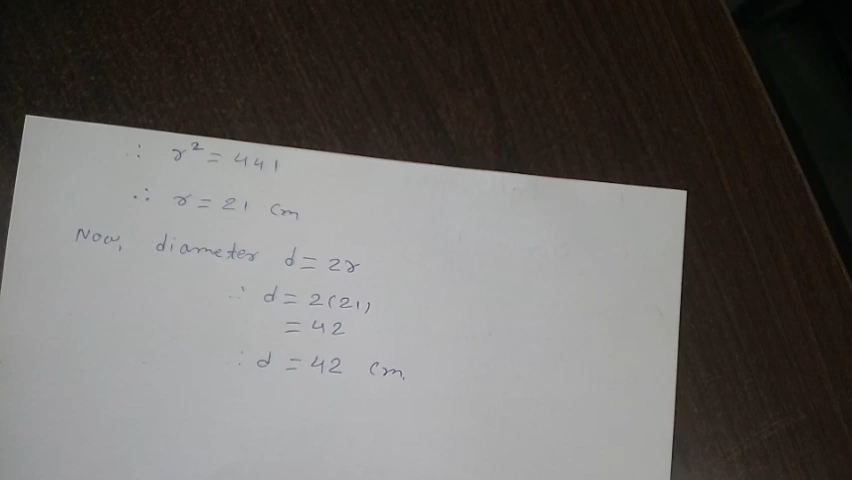 ∴ r² = 441
∴ r = 21 cm
Now, diameter d = 2r
∴ d = 2(21)
= 42
∴ d = 42 cm.